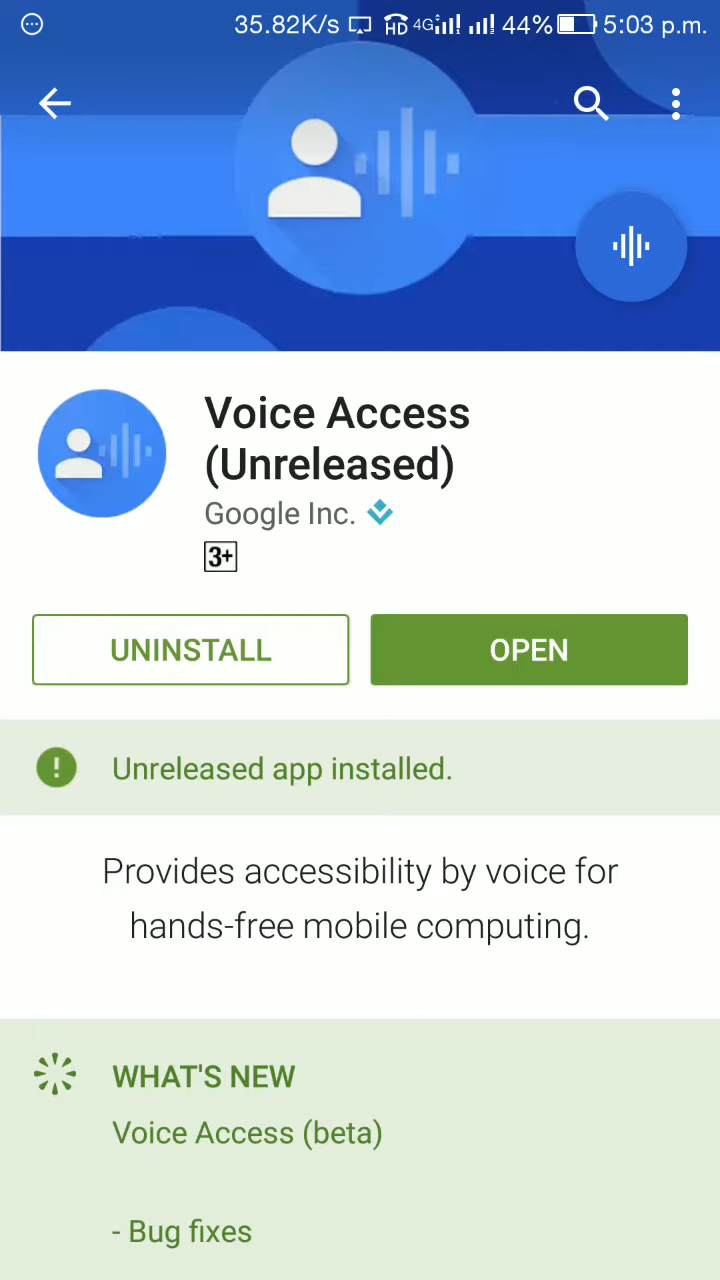 35.82K/s HD 4G 44% 5:03 p.m.
Voice Access
(Unreleased)
Google Inc.
3+
UNINSTALL OPEN
Unreleased app installed.
Provides accessibility by voice for
hands-free mobile computing.
WHAT'S NEW
Voice Access (beta)
- Bug fixes